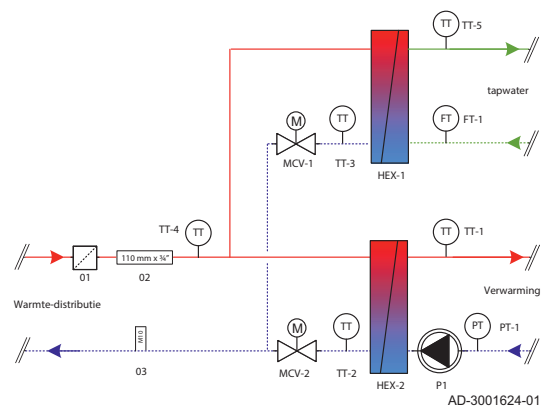 TT TT-5
tapwater
M TT FT FT-1
MCV-1 TT-3 HEX-1
TT-4 TT
TT TT-1
110 mm x ¾"
01 02
Warmte-distributie
Verwarming
M10 M TT PT PT-1
03 MCV-2 TT-2 HEX-2 P1
AD-3001624-01